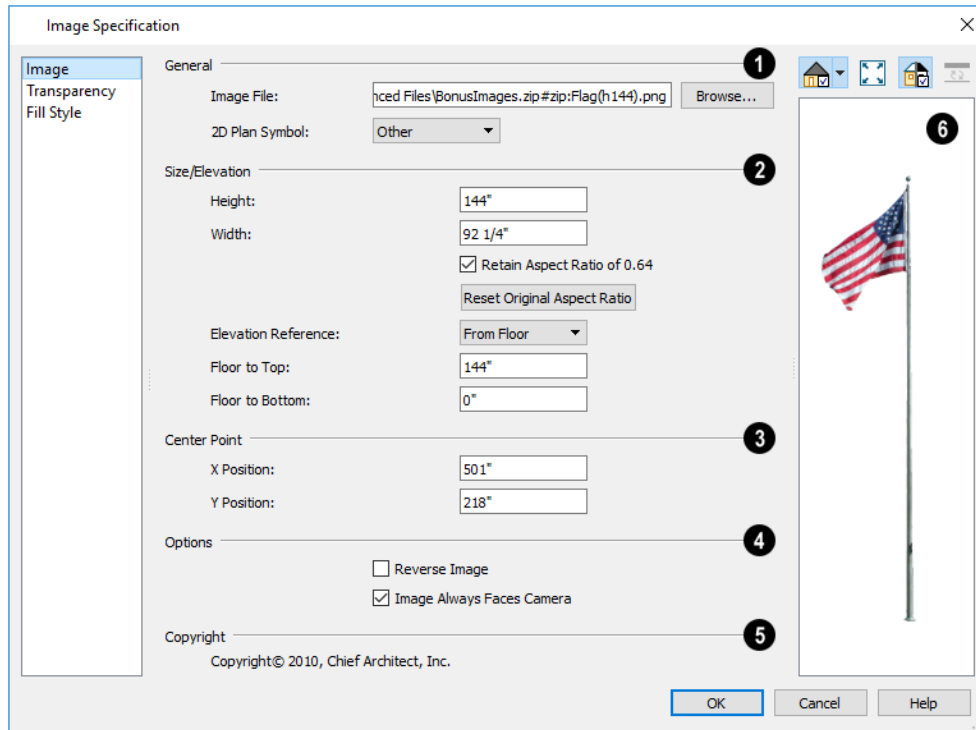 Image Specification
Image
Transparency
Fill Style
General
1
Image File:
nced Files\BonusImages.zip#zip:Flag(h144).png
Browse...
2D Plan Symbol:
Other
Size/Elevation
2
Height:
144"
Width:
92 1/4"
Retain Aspect Ratio of 0.64
Reset Original Aspect Ratio
Elevation Reference:
From Floor
Floor to Top:
144"
Floor to Bottom:
0"
Center Point
3
X Position:
501"
Y Position:
218"
Options
4
Reverse Image
Image Always Faces Camera
Copyright
5
Copyright© 2010, Chief Architect, Inc.
6
OK
Cancel
Help